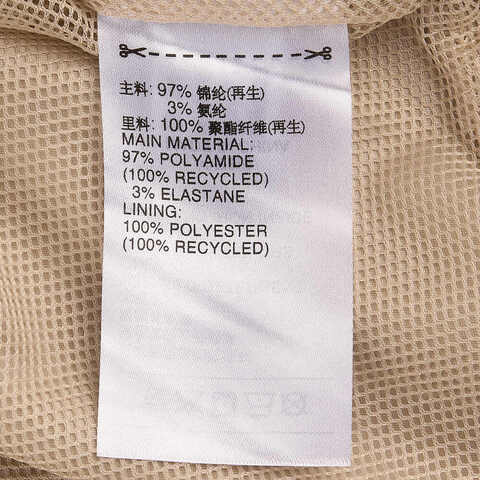 主料: 97% 锦纶(再生)
3% 氨纶
里料: 100% 聚酯纤维(再生)
MAIN MATERIAL:
97% POLYAMIDE
(100% RECYCLED)
3% ELASTANE
LINING:
100% POLYESTER
(100% RECYCLED)